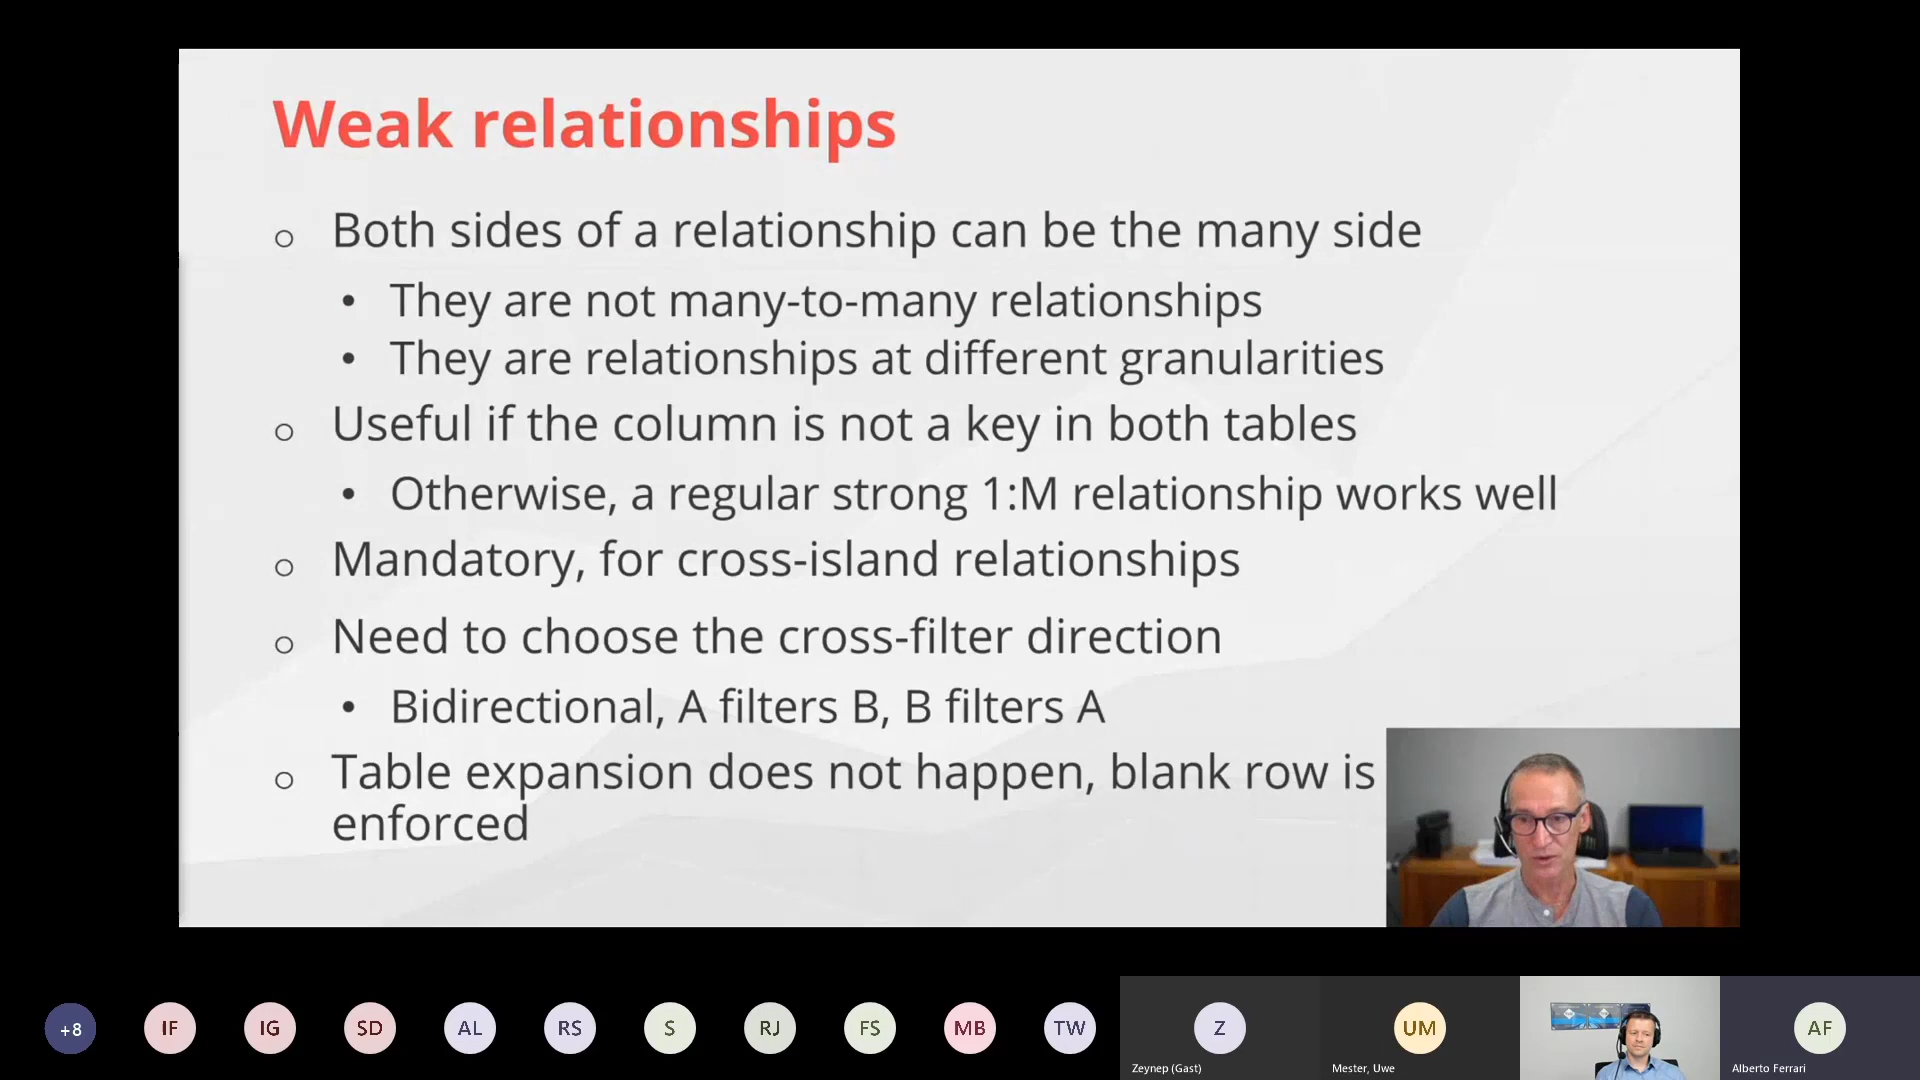 Weak relationships
Both sides of a relationship can be the many side
They are not many-to-many relationships
They are relationships at different granularities
Useful if the column is not a key in both tables
Otherwise, a regular strong 1:M relationship works well
Mandatory, for cross-island relationships
Need to choose the cross-filter direction
Bidirectional, A filters B, B filters A
Table expansion does not happen, blank row is
enforced
+8 IF IG SD AL RS S RJ FS MB TW Z UM AF
Zeynep (Gast) Mester, Uwe Alberto Ferrari